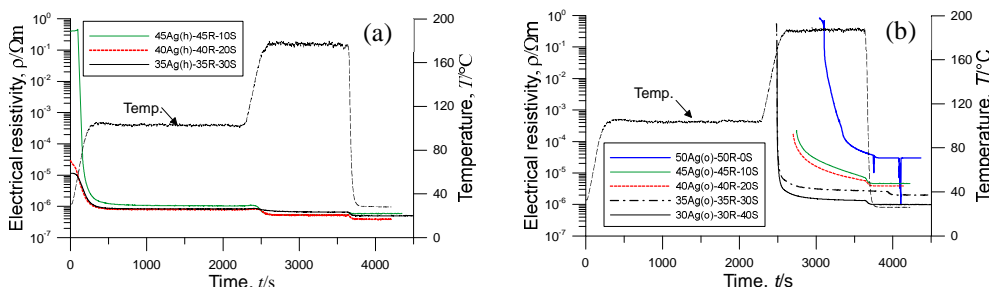 (a)
Electrical resistivity, ρ/Ωm
10⁰
10⁻¹
10⁻²
10⁻³
10⁻⁴
10⁻⁵
10⁻⁶
10⁻⁷
45Ag(h)-45R-10S
40Ag(h)-40R-20S
35Ag(h)-35R-30S
Temp.
0 1000 2000 3000 4000
Time, t/s
200
160
120
80
40
0
Temperature, T/°C
(b)
Electrical resistivity, ρ/Ωm
10⁰
10⁻¹
10⁻²
10⁻³
10⁻⁴
10⁻⁵
10⁻⁶
10⁻⁷
Temp.
50Ag(o)-50R-0S
45Ag(o)-45R-10S
40Ag(o)-40R-20S
35Ag(o)-35R-30S
30Ag(o)-30R-40S
0 1000 2000 3000 4000
Time, t/s
200
160
120
80
40
0
Temperature, T/°C